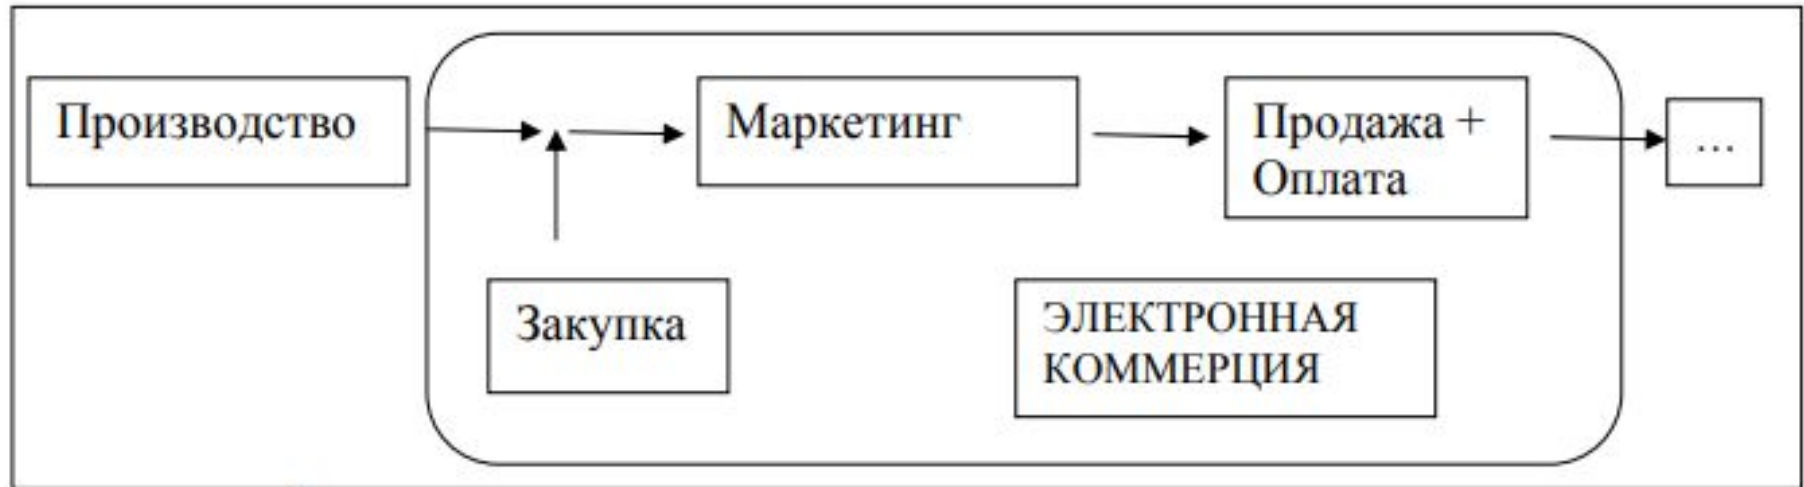 Производство
Маркетинг
Продажа +
Оплата
...
Закупка
ЭЛЕКТРОННАЯ
КОММЕРЦИЯ